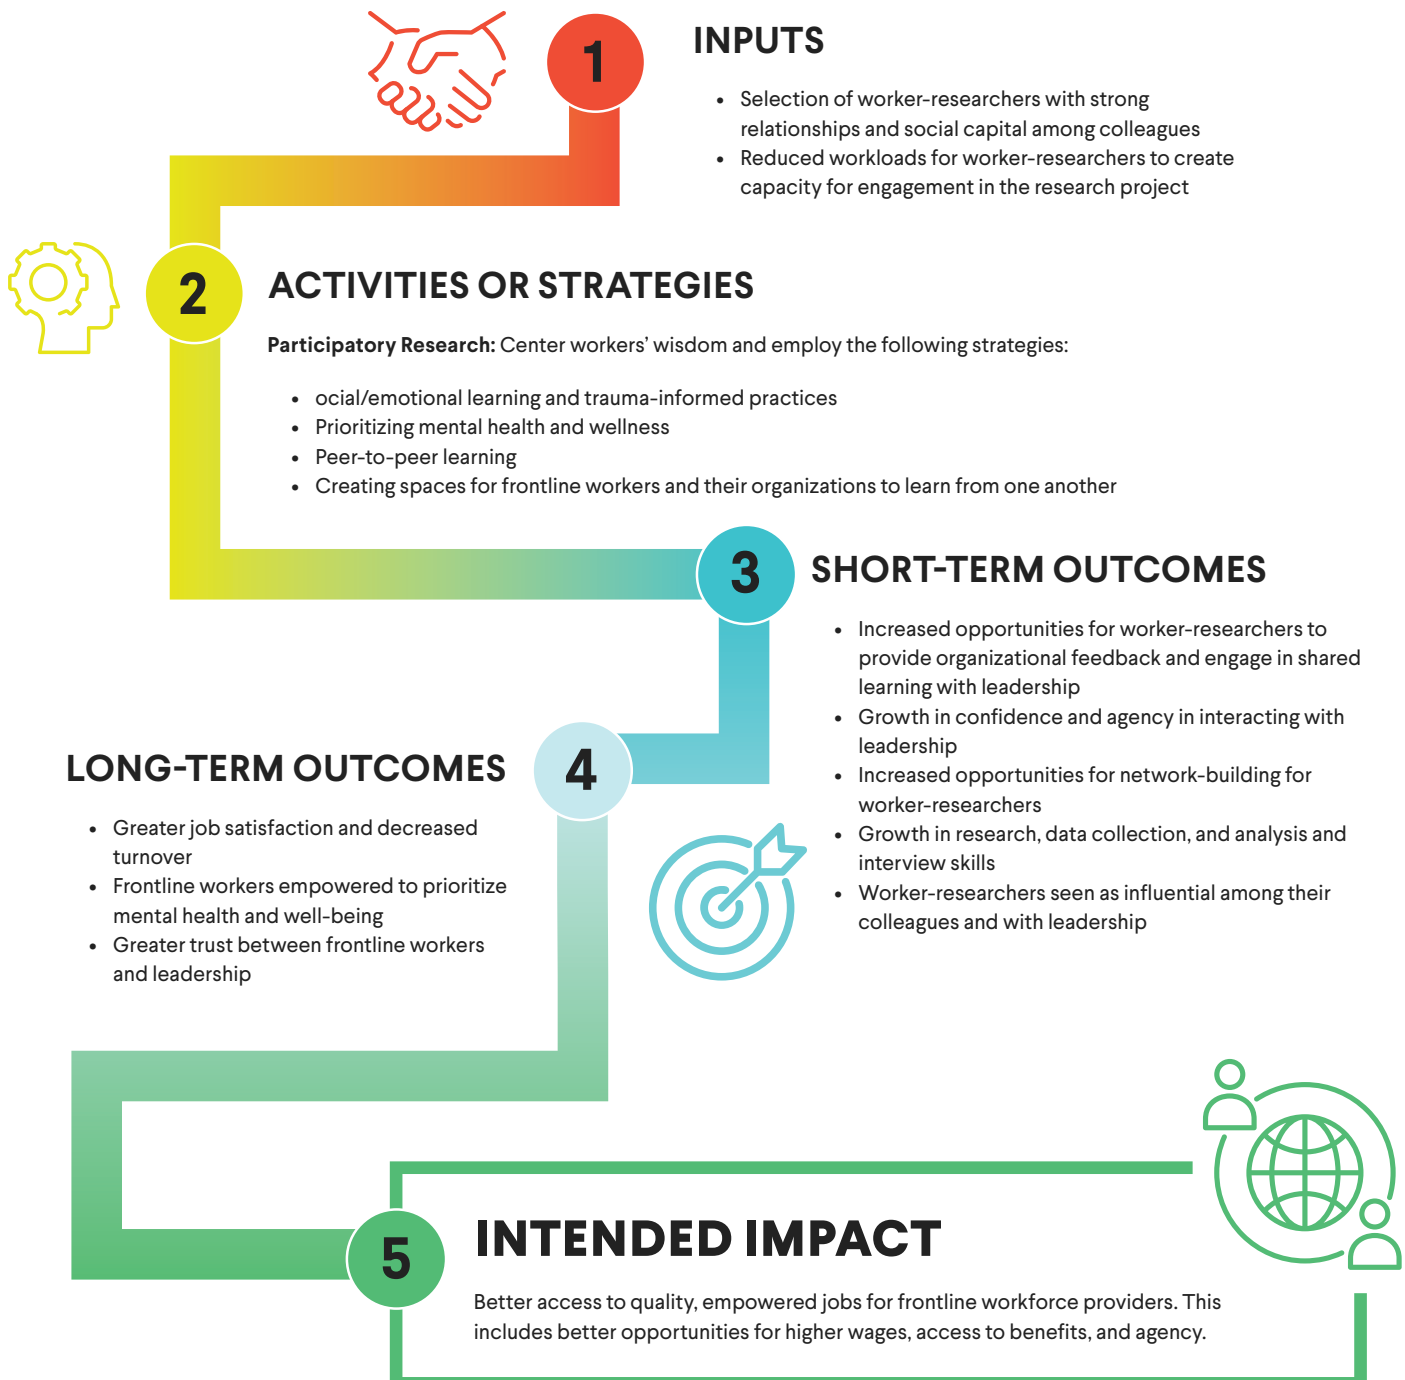 1
INPUTS
• Selection of worker-researchers with strong
relationships and social capital among colleagues
• Reduced workloads for worker-researchers to create
capacity for engagement in the research project
2
ACTIVITIES OR STRATEGIES
Participatory Research: Center workers’ wisdom and employ the following strategies:
• ocial/emotional learning and trauma-informed practices
• Prioritizing mental health and wellness
• Peer-to-peer learning
• Creating spaces for frontline workers and their organizations to learn from one another
3
SHORT-TERM OUTCOMES
• Increased opportunities for worker-researchers to
provide organizational feedback and engage in shared
learning with leadership
• Growth in confidence and agency in interacting with
leadership
• Increased opportunities for network-building for
worker-researchers
• Growth in research, data collection, and analysis and
interview skills
• Worker-researchers seen as influential among their
colleagues and with leadership
4
LONG-TERM OUTCOMES
• Greater job satisfaction and decreased
turnover
• Frontline workers empowered to prioritize
mental health and well-being
• Greater trust between frontline workers
and leadership
5
INTENDED IMPACT
Better access to quality, empowered jobs for frontline workforce providers. This
includes better opportunities for higher wages, access to benefits, and agency.